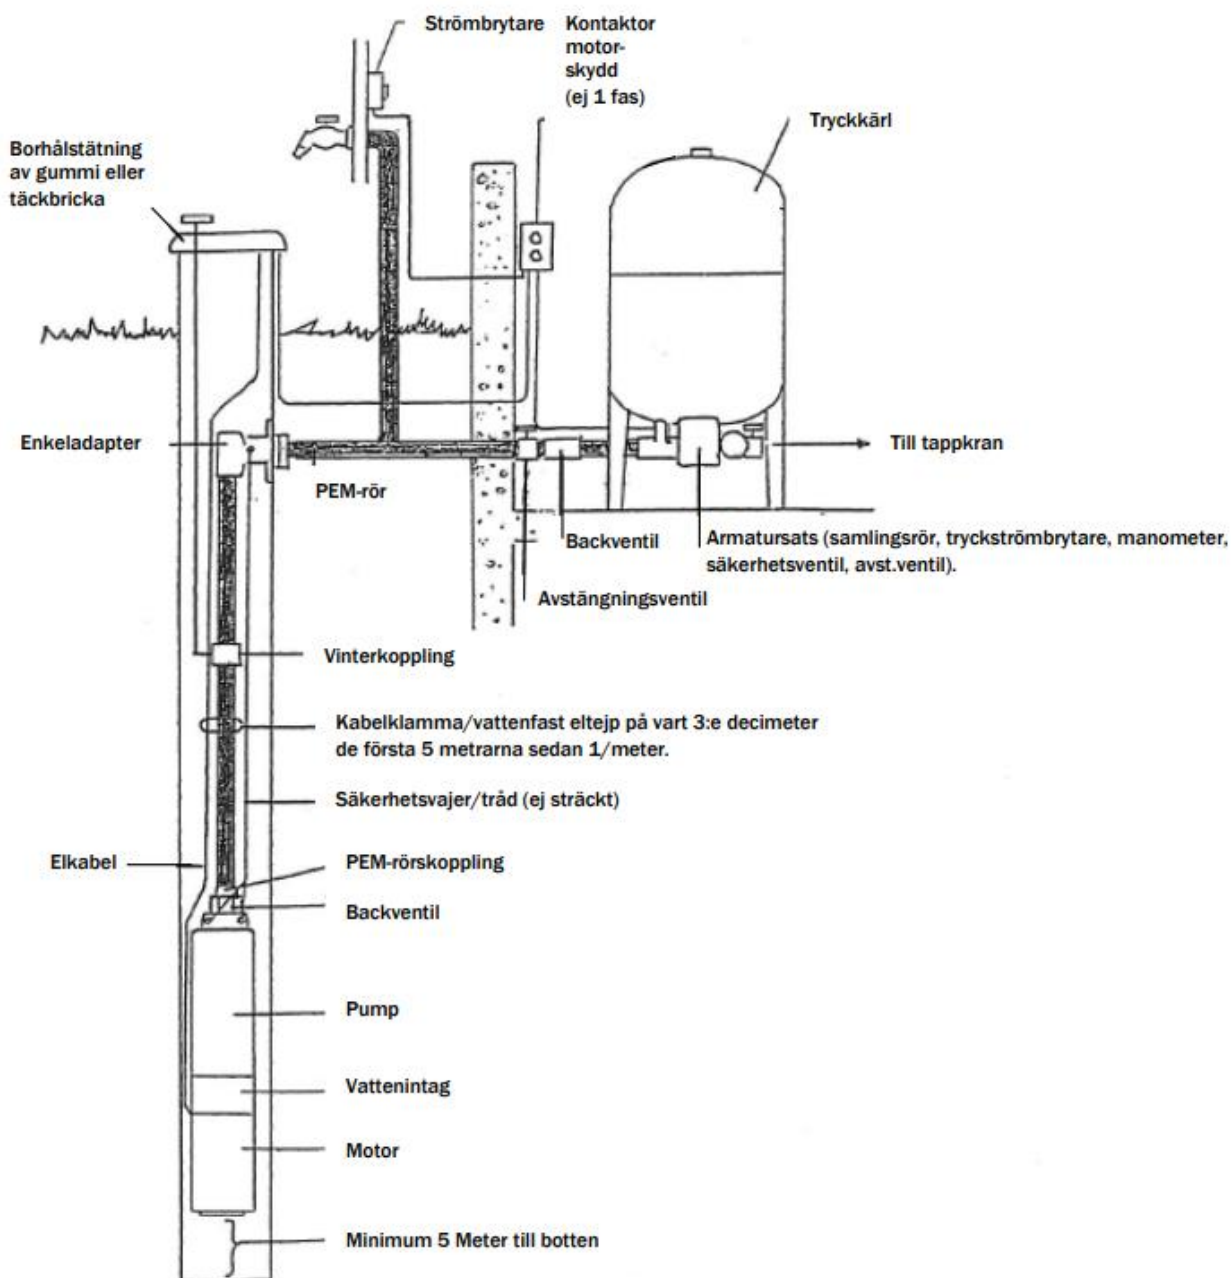 Strömbrytare
Kontaktor
motor-
skydd
(ej 1 fas)
Tryckkärl
Borhålstätning
av gummi eller
täckbricka
Enkeladapter
Till tappkran
PEM-rör
Backventil
Armatursats (samlingsrör, tryckströmbrytare, manometer,
säkerhetsventil, avst.ventil).
Avstängningsventil
Vinterkoppling
Kabelklamma/vattenfast eltejp på vart 3:e decimeter
de första 5 metrarna sedan 1/meter.
Säkerhetsvajer/tråd (ej sträckt)
Elkabel
PEM-rörskoppling
Backventil
Pump
Vattenintag
Motor
Minimum 5 Meter till botten